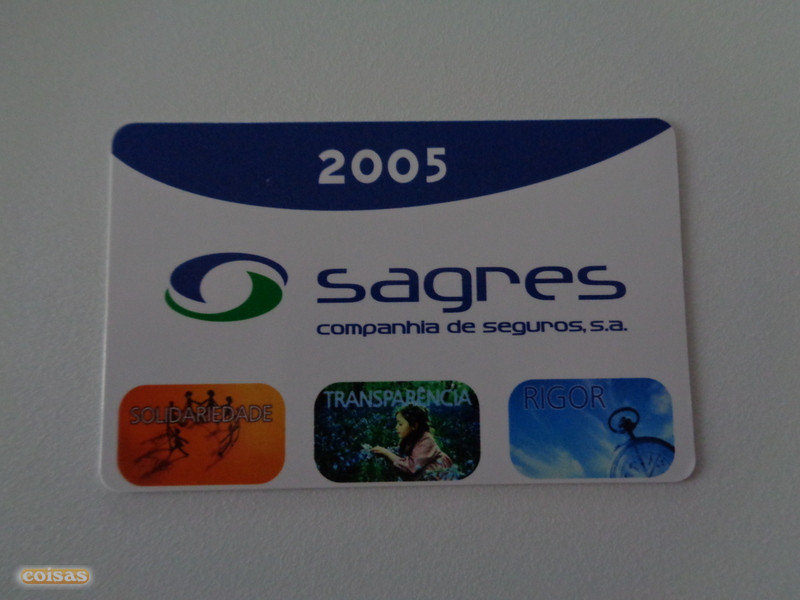 2005
sagres
companhia de seguros, s.a.
SOLIDARIEDADE
TRANSPARÊNCIA
RIGOR
coisas